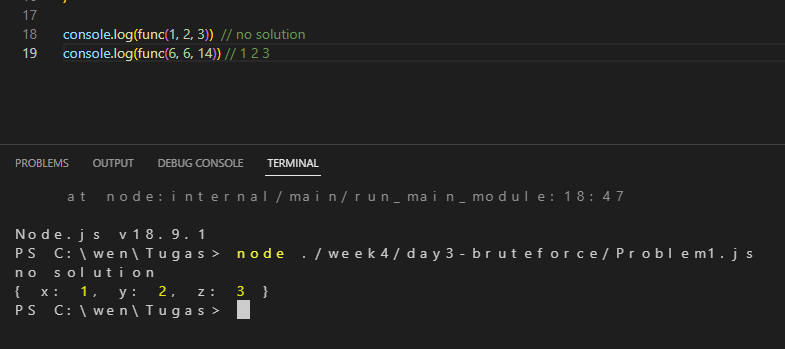 17
18 console.log(func(1, 2, 3)) // no solution
19 console.log(func(6, 6, 14)) // 1 2 3
PROBLEMS OUTPUT DEBUG CONSOLE TERMINAL
at node:internal/main/run_main_module:18:47
Node.js v18.9.1
PS C:\wen\Tugas> node ./week4/day3-bruteforce/Problem1.js
no solution
{ x: 1, y: 2, z: 3 }
PS C:\wen\Tugas>